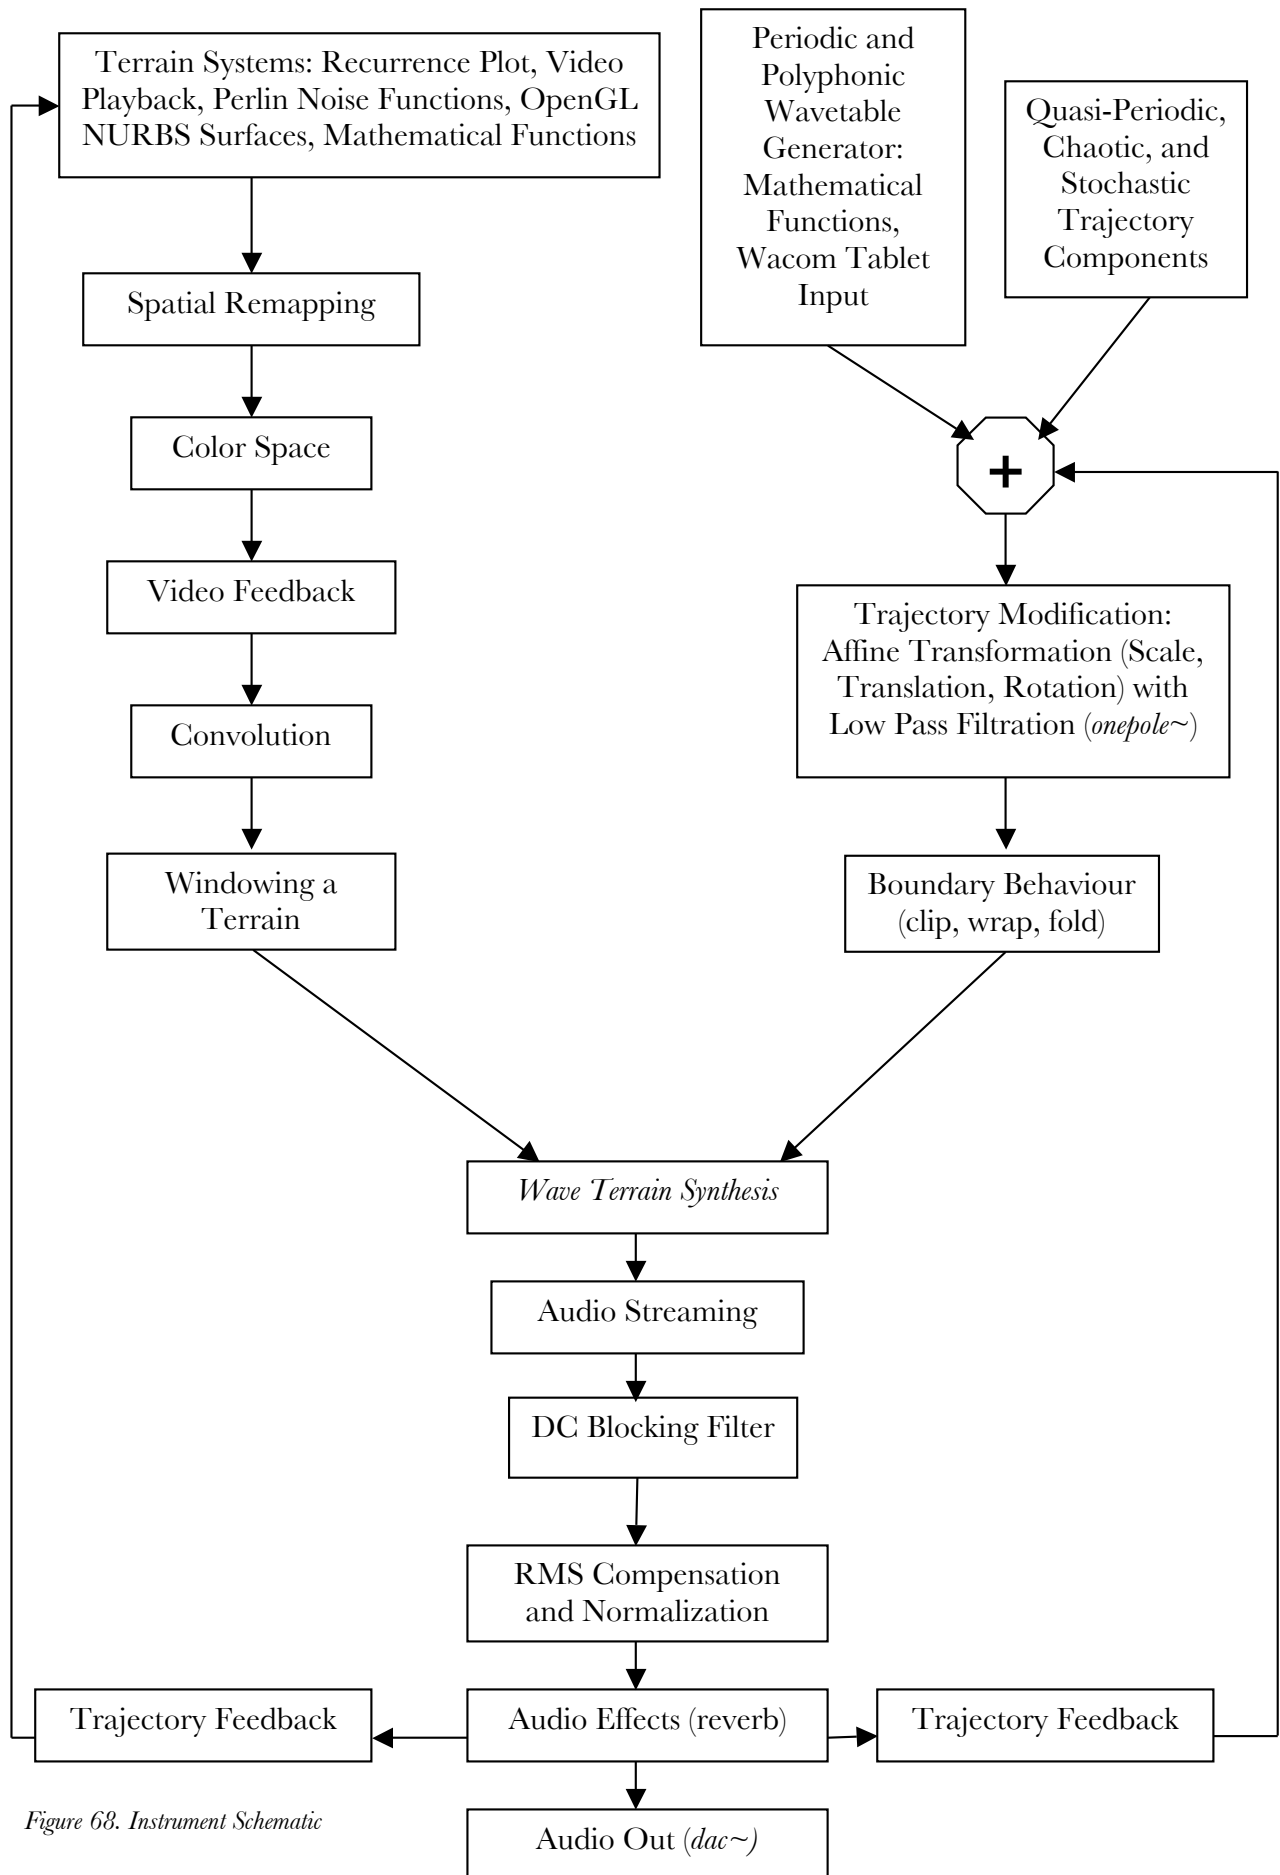 Terrain Systems: Recurrence Plot, Video
Playback, Perlin Noise Functions, OpenGL
NURBS Surfaces, Mathematical Functions
Spatial Remapping
Color Space
Video Feedback
Convolution
Windowing a
Terrain
Periodic and
Polyphonic
Wavetable
Generator:
Mathematical
Functions,
Wacom Tablet
Input
Quasi-Periodic,
Chaotic, and
Stochastic
Trajectory
Components
+
Trajectory Modification:
Affine Transformation (Scale,
Translation, Rotation) with
Low Pass Filtration (onepole~)
Boundary Behaviour
(clip, wrap, fold)
Wave Terrain Synthesis
Audio Streaming
DC Blocking Filter
RMS Compensation
and Normalization
Trajectory Feedback
Audio Effects (reverb)
Trajectory Feedback
Audio Out (dac~)
Figure 68. Instrument Schematic